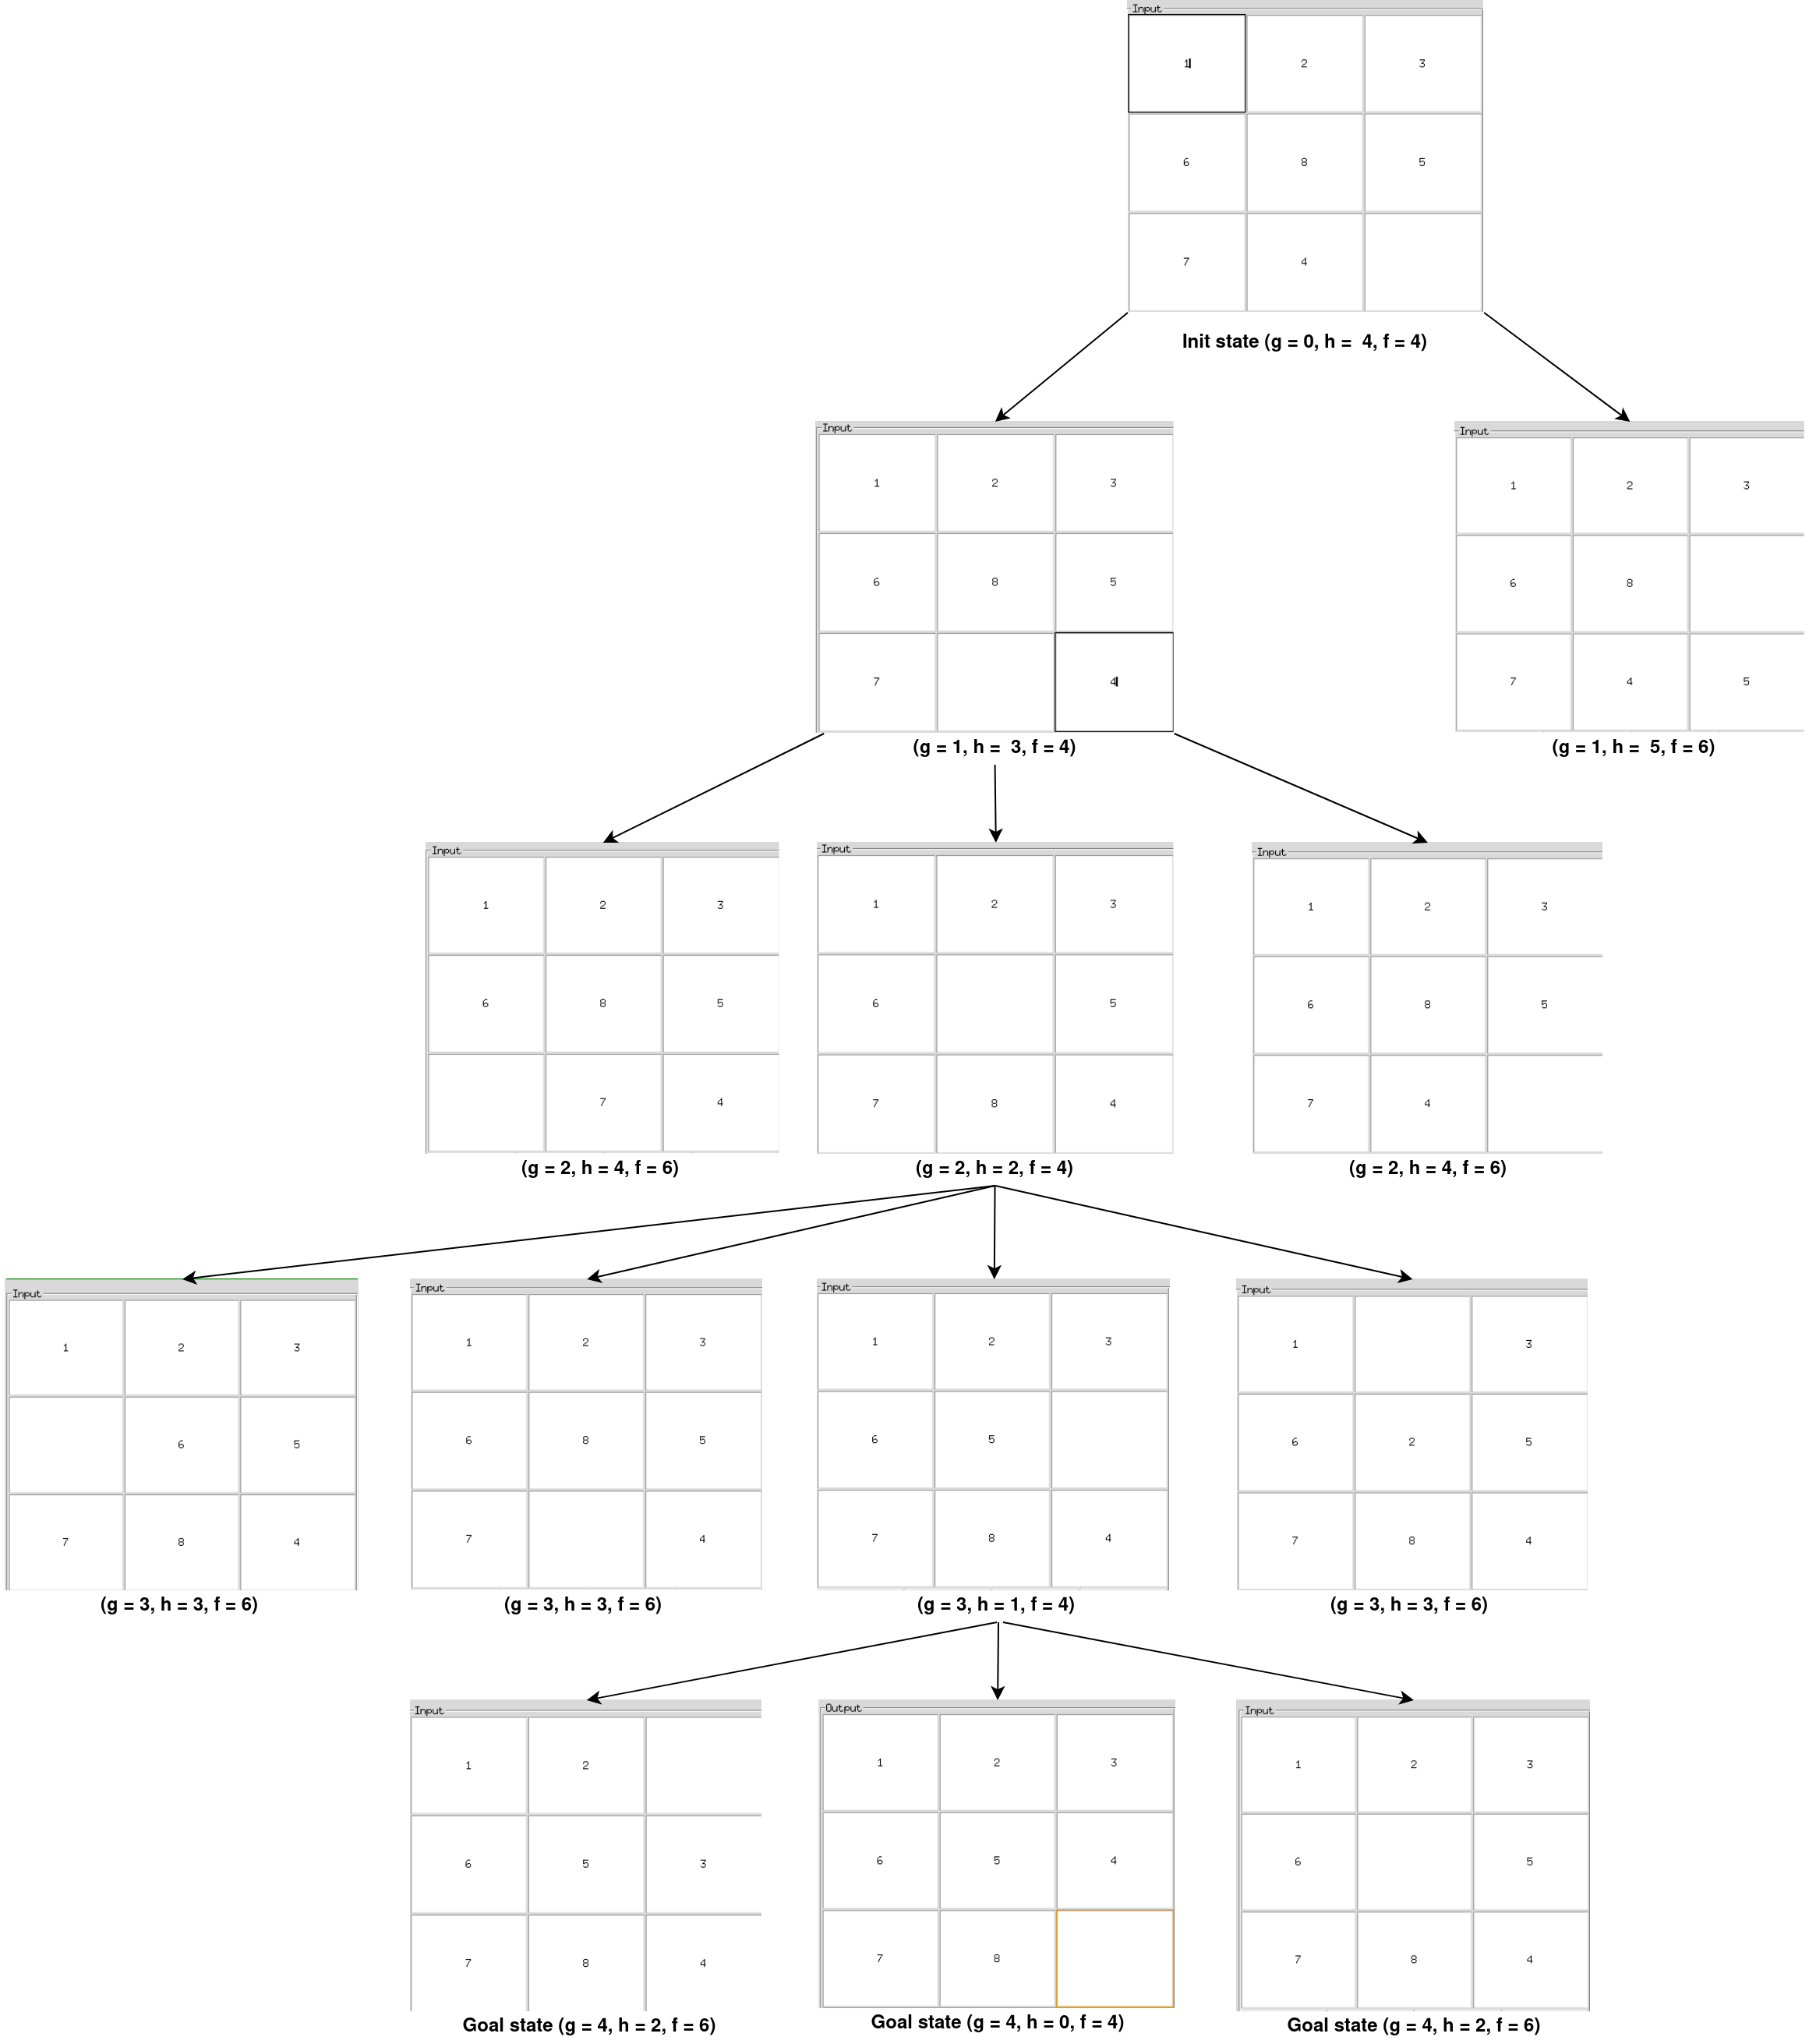 Input
1 2 3
6 8 5
7 4
Init state (g = 0, h = 4, f = 4)
Input
1 2 3
6 8 5
7 4
(g = 1, h = 3, f = 4)
Input
1 2 3
6 8
7 4 5
(g = 1, h = 5, f = 6)
Input
1 2 3
6 8 5
7 4
(g = 2, h = 4, f = 6)
Input
1 2 3
6 5
7 8 4
(g = 2, h = 2, f = 4)
Input
1 2 3
6 8 5
7 4
(g = 2, h = 4, f = 6)
Input
1 2 3
6 5
7 8 4
(g = 3, h = 3, f = 6)
Input
1 2 3
6 8 5
7 4
(g = 3, h = 3, f = 6)
Input
1 2 3
6 5
7 8 4
(g = 3, h = 1, f = 4)
Input
1 3
6 2 5
7 8 4
(g = 3, h = 3, f = 6)
Input
1 2
6 5 3
7 8 4
Goal state (g = 4, h = 2, f = 6)
Output
1 2 3
6 5 4
7 8
Goal state (g = 4, h = 0, f = 4)
Input
1 2 3
6 5
7 8 4
Goal state (g = 4, h = 2, f = 6)